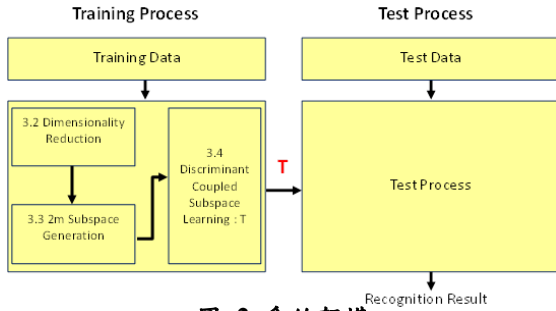 Training Process
Test Process
Training Data
Test Data
3.2 Dimensionality
Reduction
3.3 2m Subspace
Generation
3.4
Discriminant
Coupled
Subspace
Learning : T
T
Test Process
Recognition Result